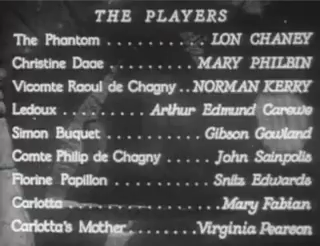 THE PLAYERS
The Phantom .......... LON CHANEY
Christine Daae ......... MARY PHILBIN
Vicomte Raoul de Chagny .. NORMAN KERRY
Ledoux ......... Arthur Edmund Carewe
Simon Buquet ........... Gibson Gowland
Comte Philip de Chagny ...... John Sainpolis
Florine Papillon .......... Snitz Edwards
Carlotta .................. Mary Fabian
Carlotta's Mother ........ Virginia Pearson